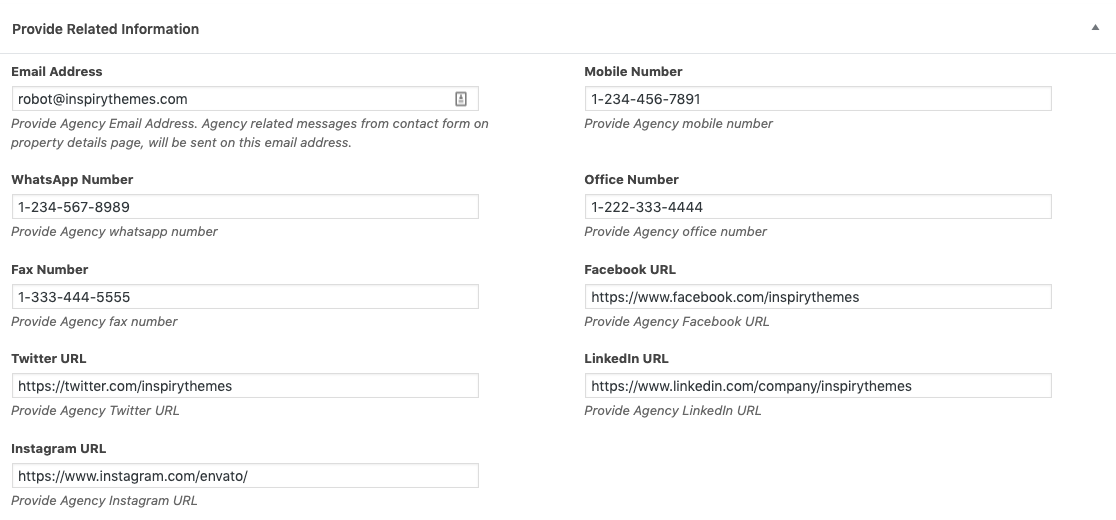 Provide Related Information
Email Address
robot@inspirythemes.com
Provide Agency Email Address. Agency related messages from contact form on
property details page, will be sent on this email address.
Mobile Number
1-234-456-7891
Provide Agency mobile number
WhatsApp Number
1-234-567-8989
Provide Agency whatsapp number
Office Number
1-222-333-4444
Provide Agency office number
Fax Number
1-333-444-5555
Provide Agency fax number
Facebook URL
https://www.facebook.com/inspirythemes
Provide Agency Facebook URL
Twitter URL
https://twitter.com/inspirythemes
Provide Agency Twitter URL
LinkedIn URL
https://www.linkedin.com/company/inspirythemes
Provide Agency LinkedIn URL
Instagram URL
https://www.instagram.com/envato/
Provide Agency Instagram URL